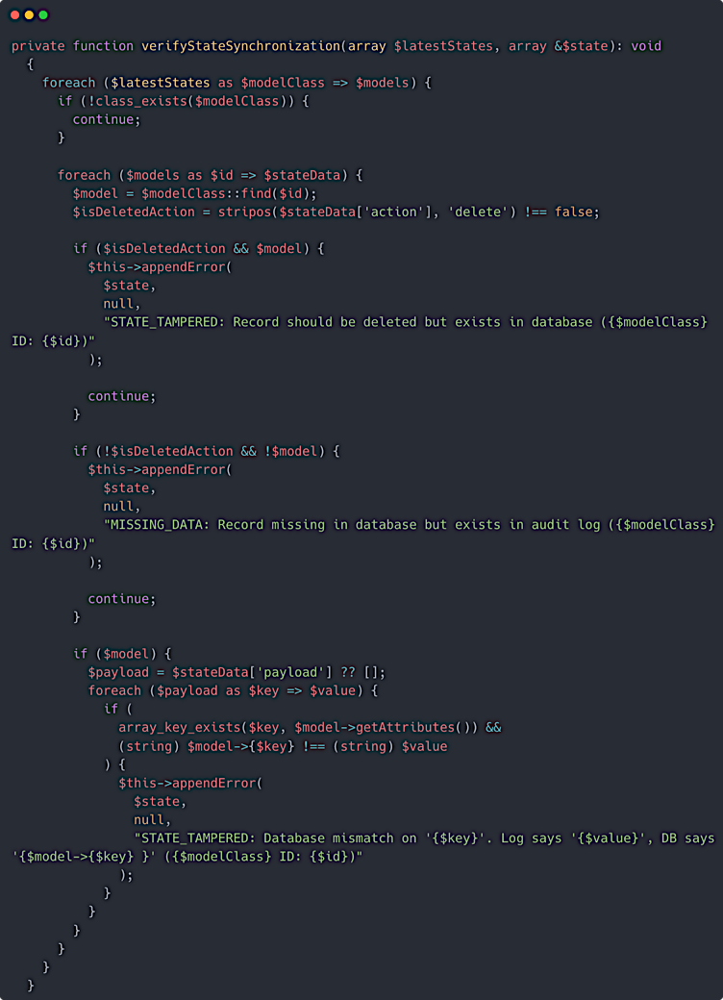 private function verifyStateSynchronization(array $latestStates, array &$state): void
  {
    foreach ($latestStates as $modelClass => $models) {
      if (!class_exists($modelClass)) {
        continue;
      }

      foreach ($models as $id => $stateData) {
        $model = $modelClass::find($id);
        $isDeletedAction = stripos($stateData['action'], 'delete') !== false;

        if ($isDeletedAction && $model) {
          $this->appendError(
            $state,
            null,
            "STATE_TAMPERED: Record should be deleted but exists in database ({$modelClass}
ID: {$id})"
          );

          continue;
        }

        if (!$isDeletedAction && !$model) {
          $this->appendError(
            $state,
            null,
            "MISSING_DATA: Record missing in database but exists in audit log ({$modelClass}
ID: {$id})"
          );

          continue;
        }

        if ($model) {
          $payload = $stateData['payload'] ?? [];
          foreach ($payload as $key => $value) {
            if (
              array_key_exists($key, $model->getAttributes()) &&
              (string) $model->{$key} !== (string) $value
            ) {
              $this->appendError(
                $state,
                null,
                "STATE_TAMPERED: Database mismatch on '{$key}'. Log says '{$value}', DB says
'{$model->{$key} }' ({$modelClass} ID: {$id})"
              );
            }
          }
        }
      }
    }
  }